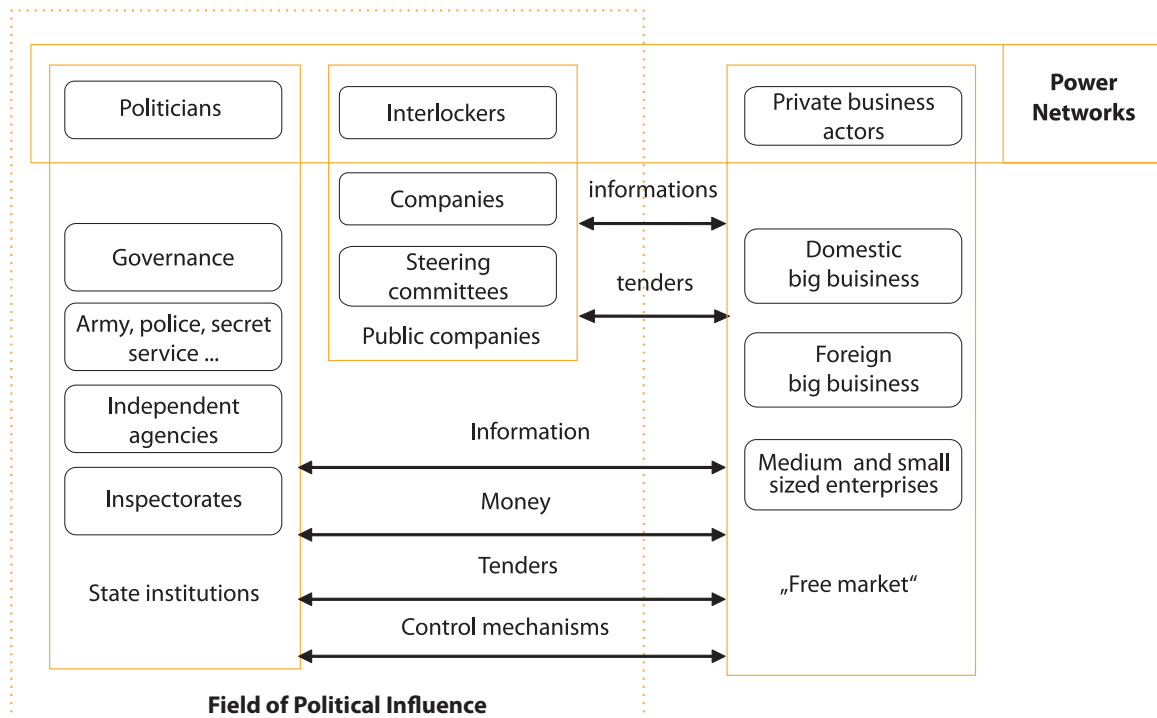 Politicians
Interlockers
Private business
actors
Power
Networks
Companies
informations
Governance
Steering
committees
tenders
Domestic
big buisiness
Army, police, secret
service ...
Public companies
Foreign
big buisiness
Independent
agencies
Information
Medium and small
sized enterprises
Inspectorates
Money
State institutions
Tenders
„Free market“
Control mechanisms
Field of Political Influence